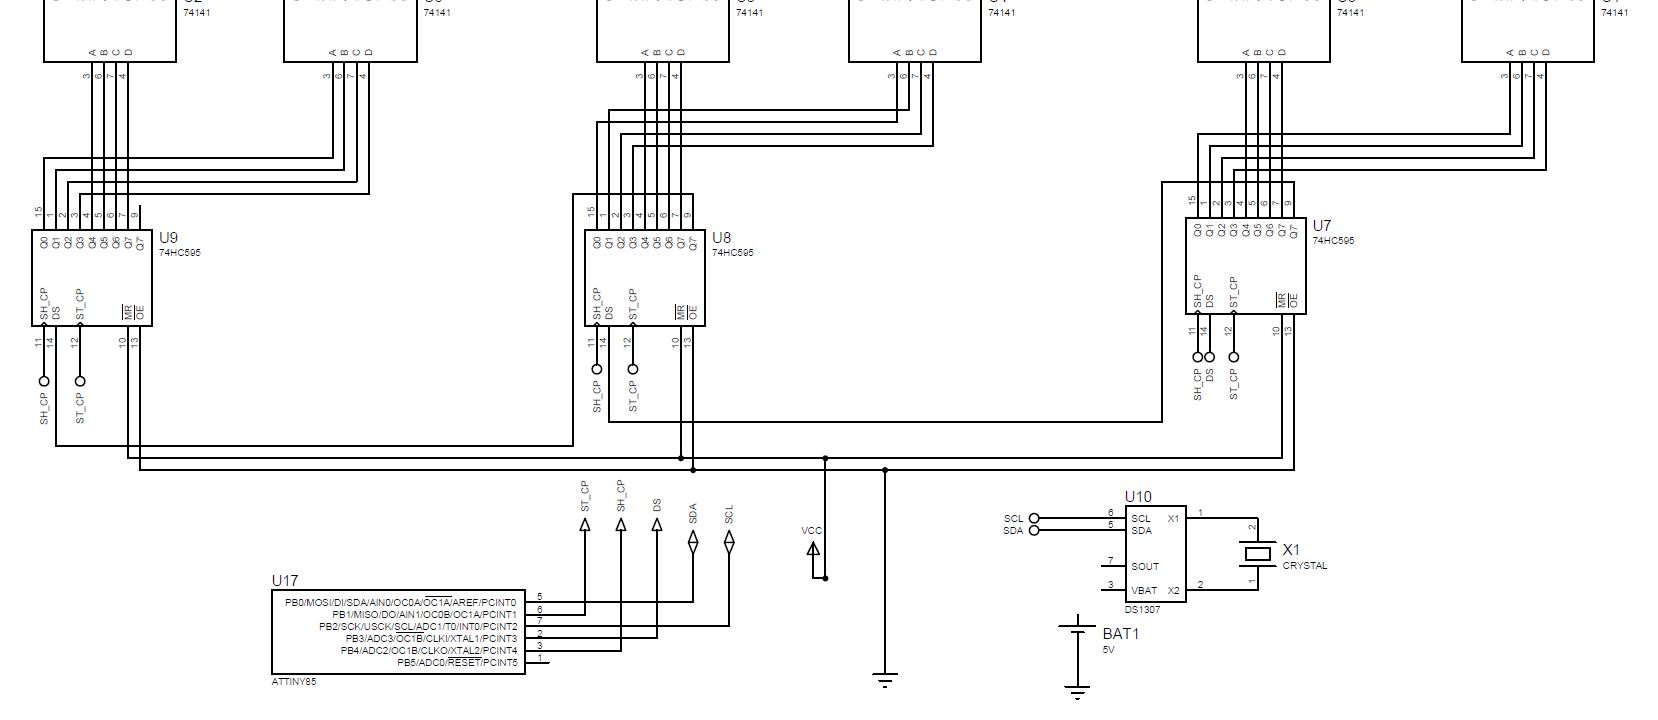 74141 74141 74141 74141 74141 74141
A B C D A B C D A B C D A B C D A B C D A B C D
3 6 7 4 3 6 7 4 3 6 7 4 3 6 7 4 3 6 7 4 3 6 7 4
15 1 2 3 4 5 6 7 9
Q0 Q1 Q2 Q3 Q4 Q5 Q6 Q7 Q7'
U9
74HC595
SH_CP DS ST_CP MR OE
11 14 12 10 13
SH_CP ST_CP
15 1 2 3 4 5 6 7 9
Q0 Q1 Q2 Q3 Q4 Q5 Q6 Q7 Q7'
U8
74HC595
SH_CP DS ST_CP MR OE
11 14 12 10 13
SH_CP ST_CP
15 1 2 3 4 5 6 7 9
Q0 Q1 Q2 Q3 Q4 Q5 Q6 Q7 Q7'
U7
74HC595
SH_CP DS ST_CP MR OE
11 14 12 10 13
SH_CP DS ST_CP
ST_CP SH_CP DS SDA SCL
VCC
U17
PB0/MOSI/DI/SDA/AIN0/OC0A/OC1A/AREF/PCINT0 5
PB1/MISO/DO/AIN1/OC0B/OC1A/PCINT1 6
PB2/SCK/USCK/SCL/ADC1/T0/INT0/PCINT2 7
PB3/ADC3/OC1B/CLKI/XTAL1/PCINT3 2
PB4/ADC2/OC1B/CLKO/XTAL2/PCINT4 3
PB5/ADC0/RESET/PCINT5 1
ATTINY85
U10
SCL 6 SCL X1 1
SDA 5 SDA
7 SOUT
3 VBAT X2 2
DS1307
2
X1
CRYSTAL
1
BAT1
5V